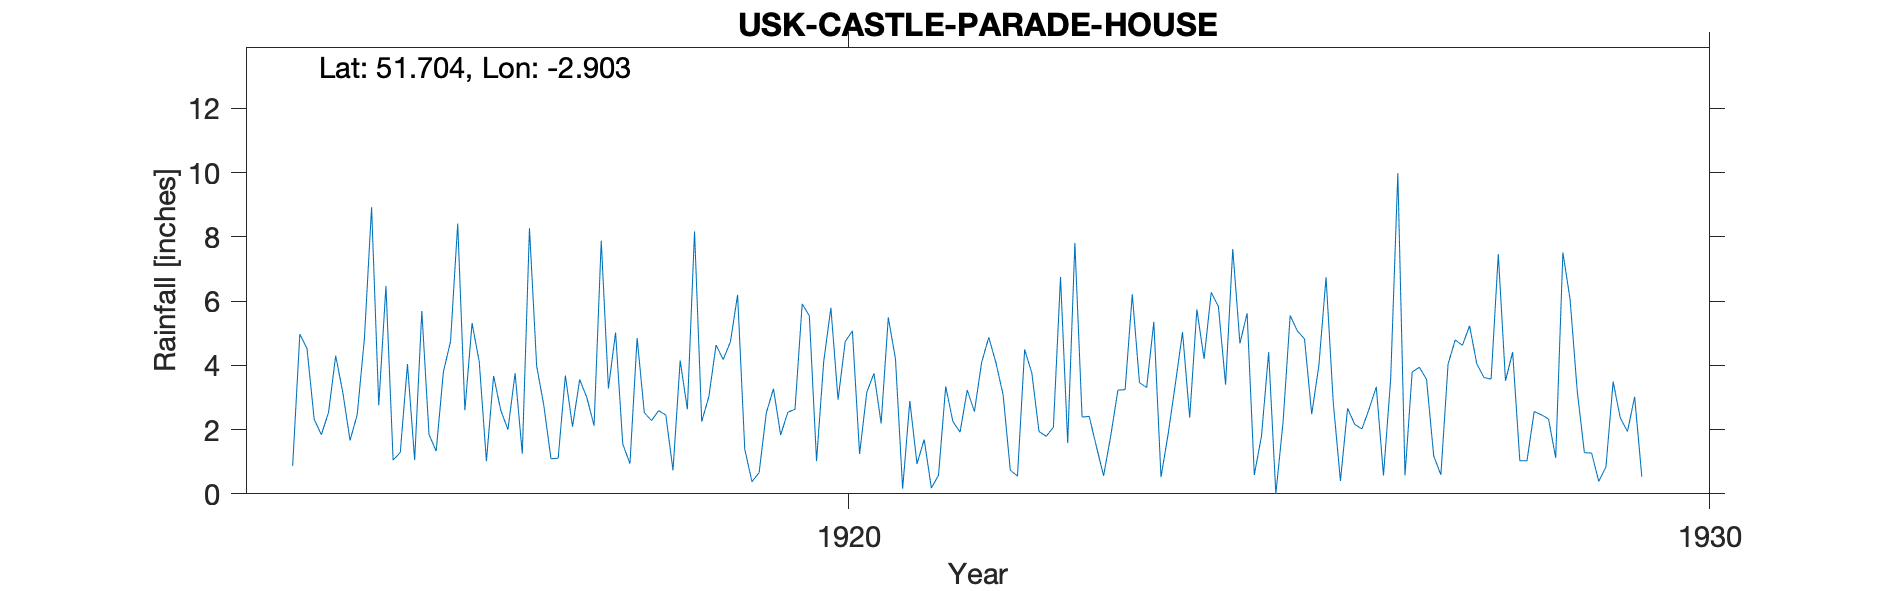 USK-CASTLE-PARADE-HOUSE
Lat: 51.704, Lon: -2.903
12
10
8
6
4
2
0
Rainfall [inches]
1920
1930
Year